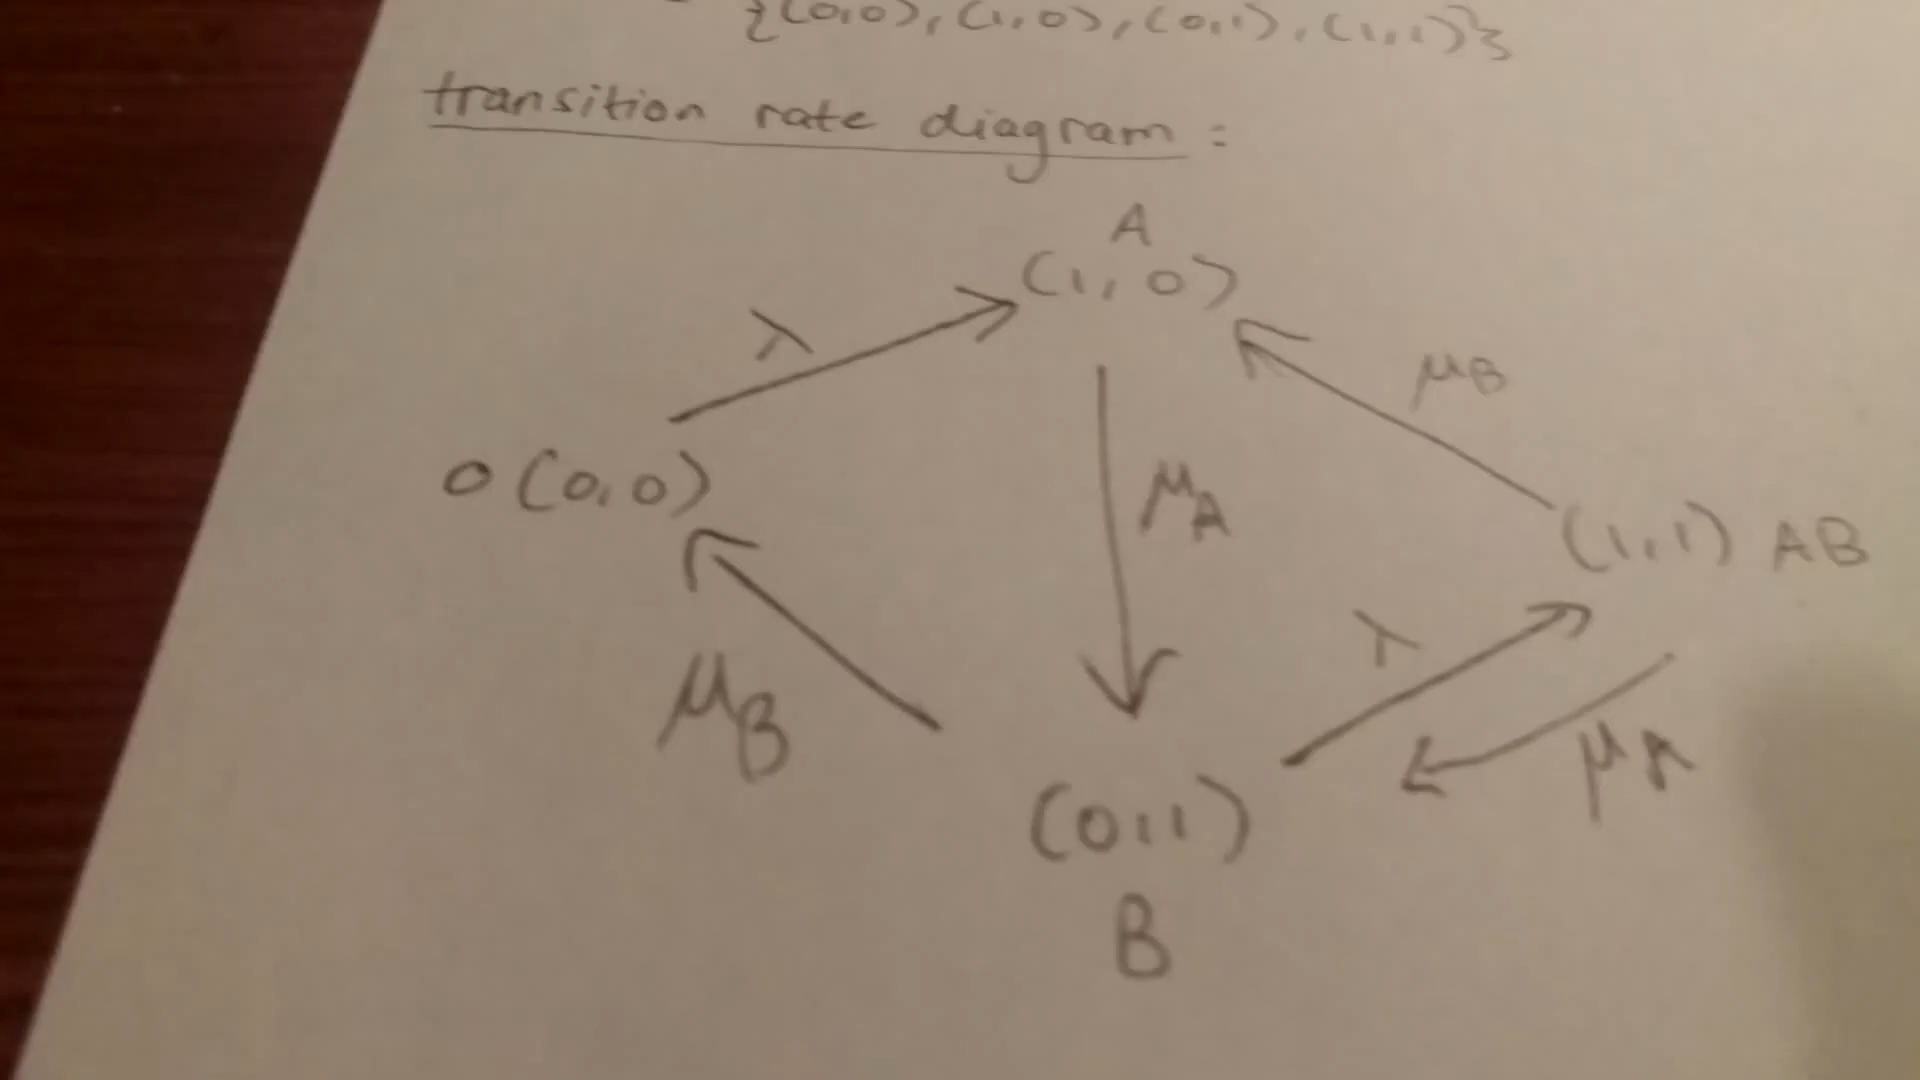 {(0,0), (1,0), (0,1), (1,1)}
transition rate diagram:
A
(1,0)
λ
μB
0 (0,0)
μA
(1,1) AB
λ
μB
μA
(0,1)
B